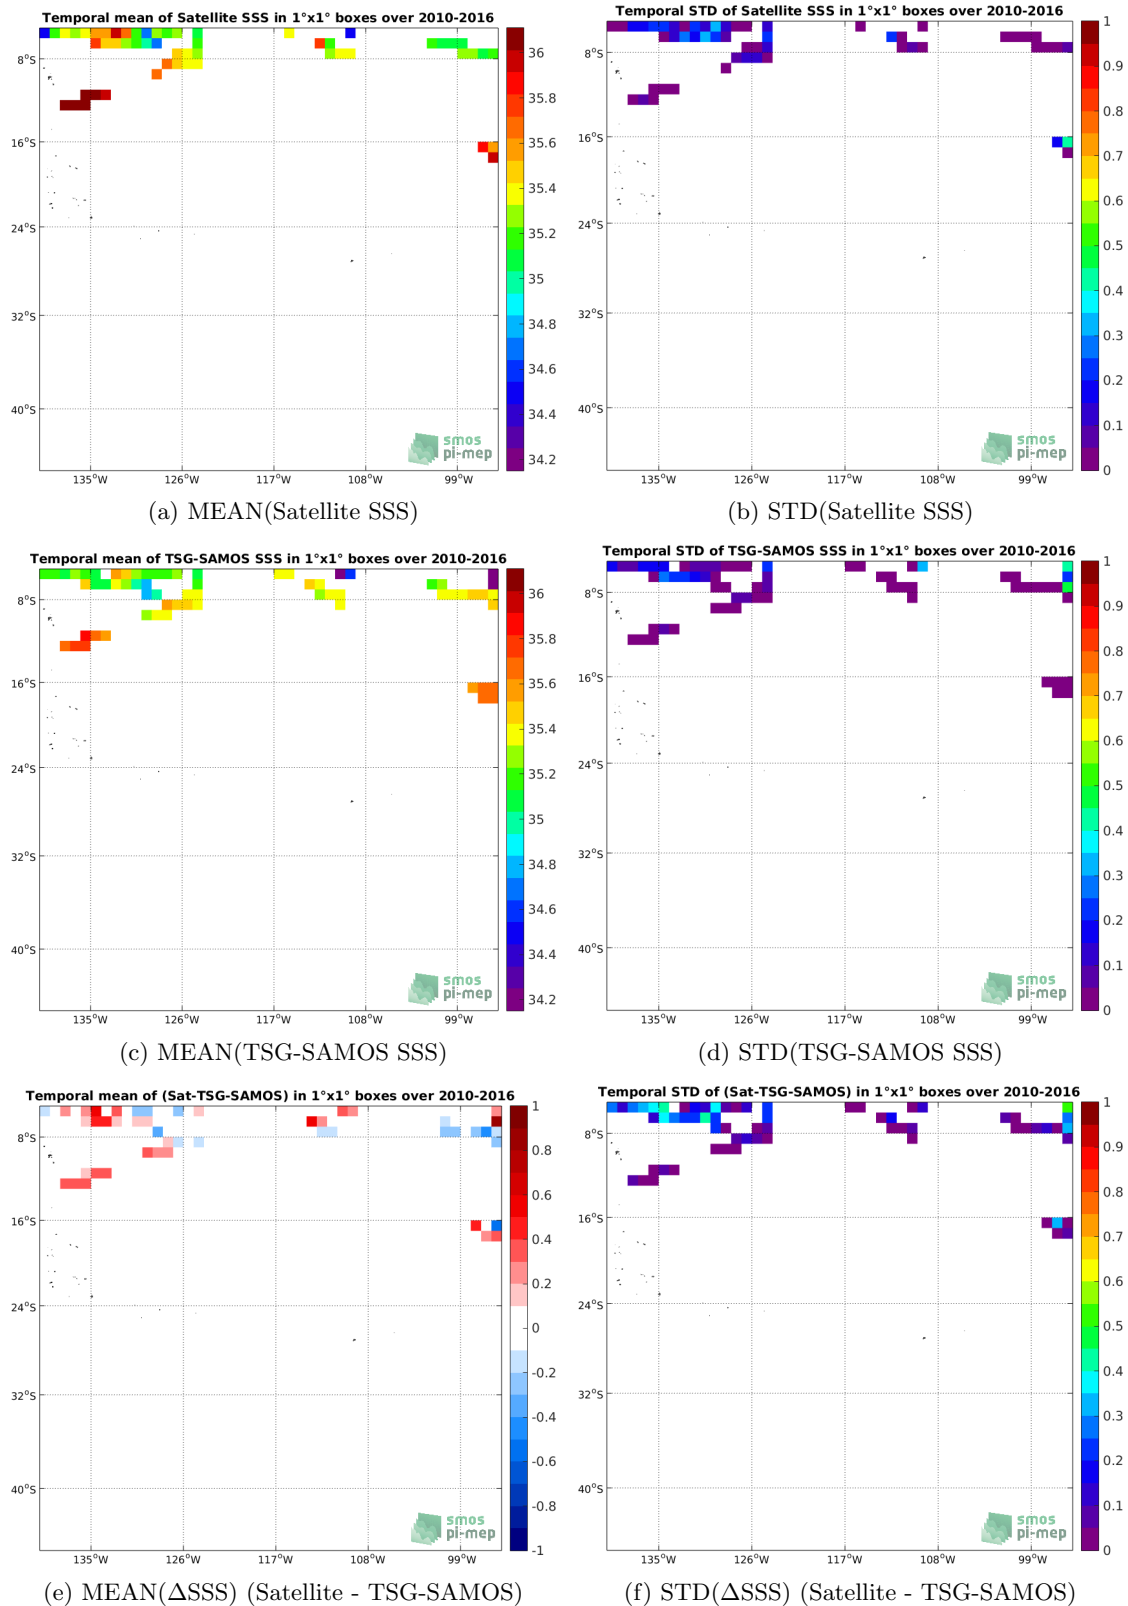 Temporal mean of Satellite SSS in 1°x1° boxes over 2010-2016
8°S
16°S
24°S
32°S
40°S
135°W
126°W
117°W
108°W
99°W
36
35.8
35.6
35.4
35.2
35
34.8
34.6
34.4
34.2
smos
pi-mep
(a) MEAN(Satellite SSS)
Temporal STD of Satellite SSS in 1°x1° boxes over 2010-2016
8°S
16°S
24°S
32°S
40°S
135°W
126°W
117°W
108°W
99°W
1
0.9
0.8
0.7
0.6
0.5
0.4
0.3
0.2
0.1
0
smos
pi-mep
(b) STD(Satellite SSS)
Temporal mean of TSG-SAMOS SSS in 1°x1° boxes over 2010-2016
8°S
16°S
24°S
32°S
40°S
135°W
126°W
117°W
108°W
99°W
36
35.8
35.6
35.4
35.2
35
34.8
34.6
34.4
34.2
smos
pi-mep
(c) MEAN(TSG-SAMOS SSS)
Temporal STD of TSG-SAMOS SSS in 1°x1° boxes over 2010-2016
8°S
16°S
24°S
32°S
40°S
135°W
126°W
117°W
108°W
99°W
1
0.9
0.8
0.7
0.6
0.5
0.4
0.3
0.2
0.1
0
smos
pi-mep
(d) STD(TSG-SAMOS SSS)
Temporal mean of (Sat-TSG-SAMOS) in 1°x1° boxes over 2010-2016
8°S
16°S
24°S
32°S
40°S
135°W
126°W
117°W
108°W
99°W
1
0.8
0.6
0.4
0.2
0
-0.2
-0.4
-0.6
-0.8
-1
smos
pi-mep
(e) MEAN(ΔSSS) (Satellite - TSG-SAMOS)
Temporal STD of (Sat-TSG-SAMOS) in 1°x1° boxes over 2010-2016
8°S
16°S
24°S
32°S
40°S
135°W
126°W
117°W
108°W
99°W
1
0.9
0.8
0.7
0.6
0.5
0.4
0.3
0.2
0.1
0
smos
pi-mep
(f) STD(ΔSSS) (Satellite - TSG-SAMOS)